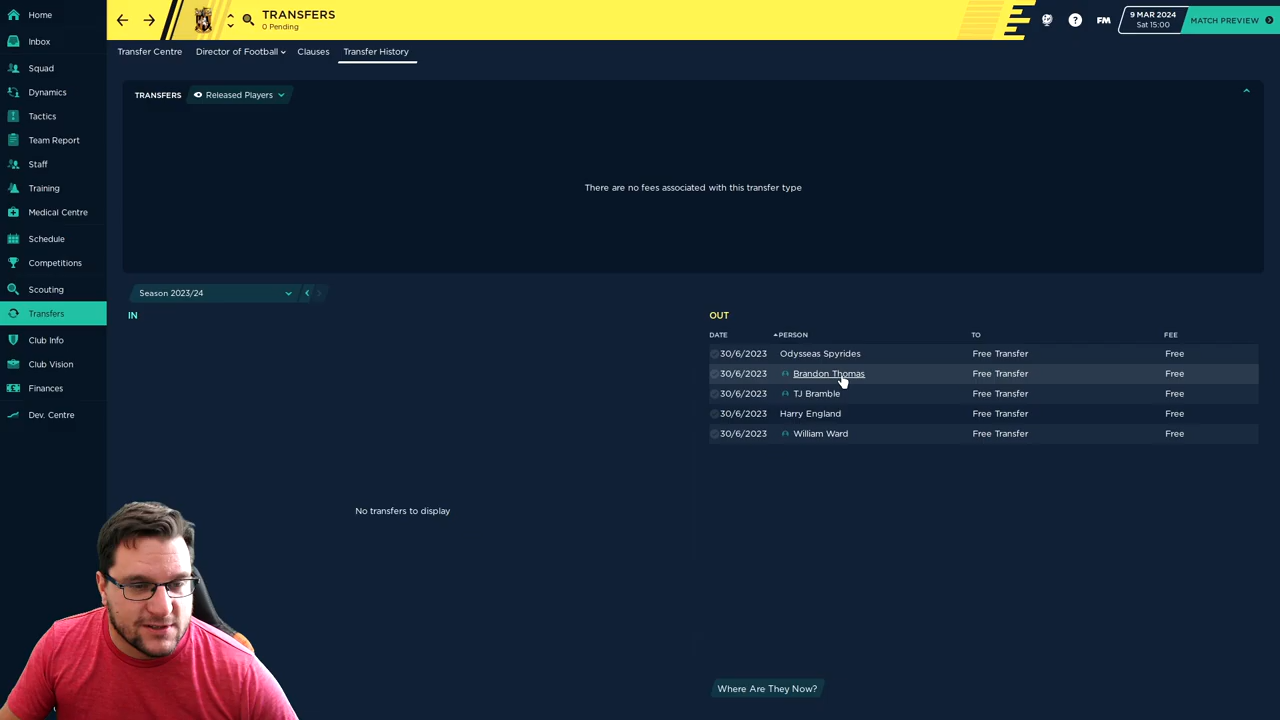 Home
Inbox
Squad
Dynamics
Tactics
Team Report
Staff
Training
Medical Centre
Schedule
Competitions
Scouting
Transfers
Club Info
Club Vision
Finances
Dev. Centre
TRANSFERS
0 Pending
FM
9 MAR 2024
Sat 15:00
MATCH PREVIEW
Transfer Centre Director of Football Clauses Transfer History
TRANSFERS Released Players
There are no fees associated with this transfer type
Season 2023/24
IN
No transfers to display
OUT
DATE PERSON TO FEE
30/6/2023 Odysseas Spyrides Free Transfer Free
30/6/2023 Brandon Thomas Free Transfer Free
30/6/2023 TJ Bramble Free Transfer Free
30/6/2023 Harry England Free Transfer Free
30/6/2023 William Ward Free Transfer Free
Where Are They Now?